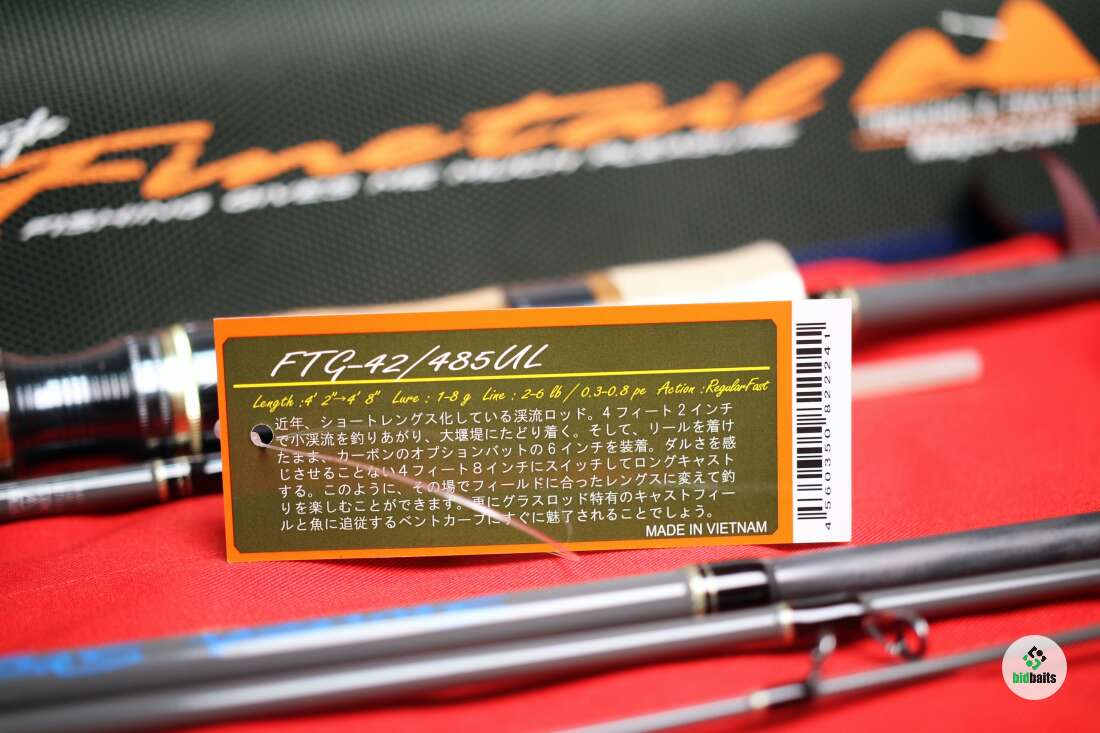 Finetail
FISHING GIVES ME MUCH PLEASURE
FTG-42/485UL
Length :4' 2"→4' 8" Lure : 1-8 g Line : 2-6 lb / 0.3-0.8 pe Action :RegularFast
近年、ショートレングス化している渓流ロッド。4フィート2インチ
で小渓流を釣りあがり、大堰堤にたどり着く。そして、リールを着け
たまま、カーボンのオプションバットの6インチを装着。ダルさを感
じさせることない4フィート8インチにスイッチしてロングキャスト
する。このように、その場でフィールドに合ったレングスに変えて釣
りを楽しむことができます。更にグラスロッド特有のキャストフィー
ルと魚に追従するベントカーブにすぐに魅了されることでしょう。
MADE IN VIETNAM
4560350 822241
bidbaits